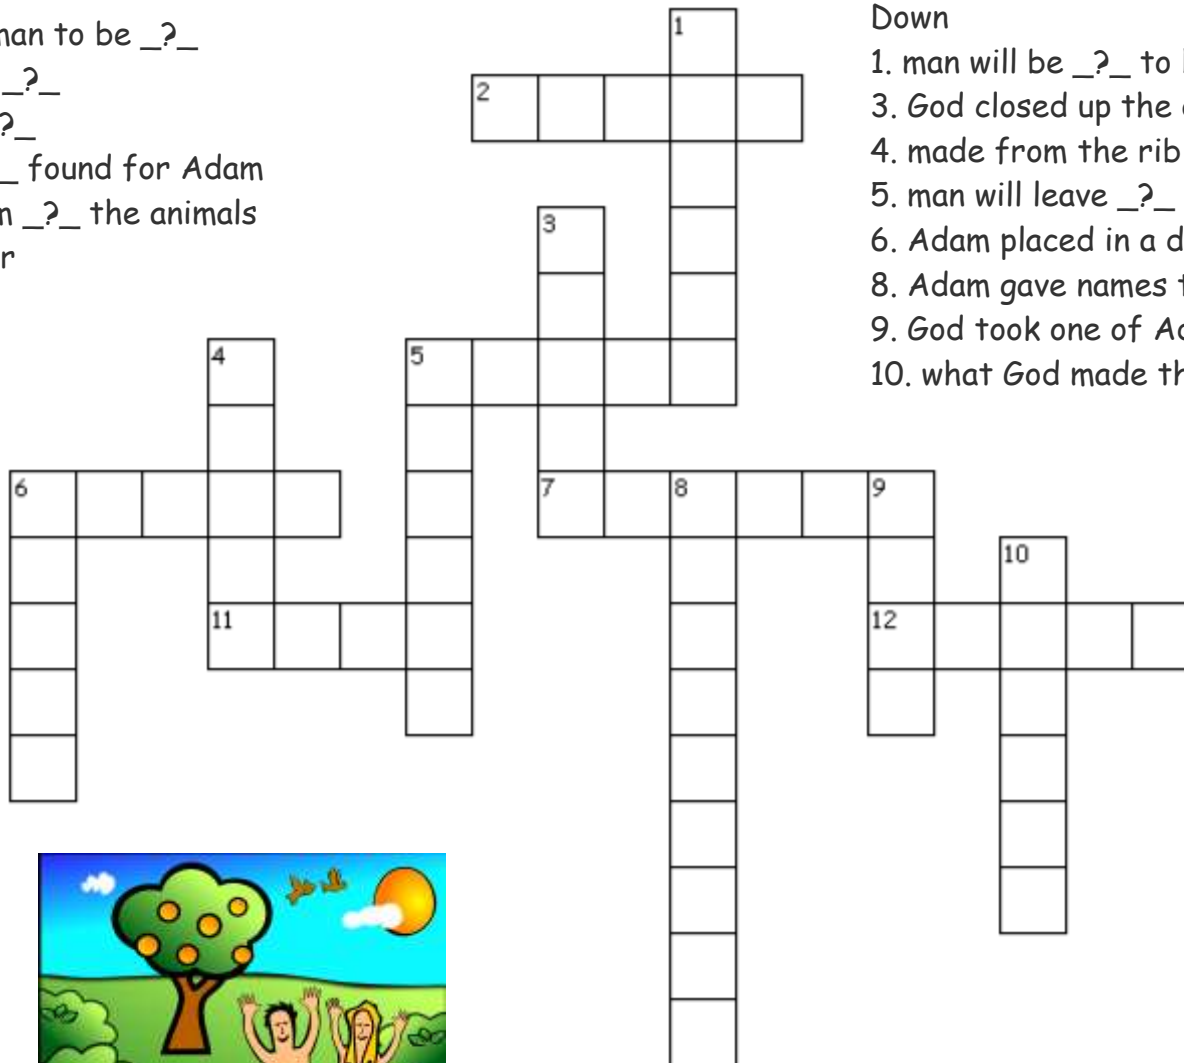 man to be _?_
_?_
?_
_ found for Adam
_?_ the animals
r
Down
1. man will be _?_ to
3. God closed up the
4. made from the rib
5. man will leave _?_
6. Adam placed in a
8. Adam gave names
9. God took one of
10. what God made
1
2
3
4
5
6
7
8
9
10
11
12